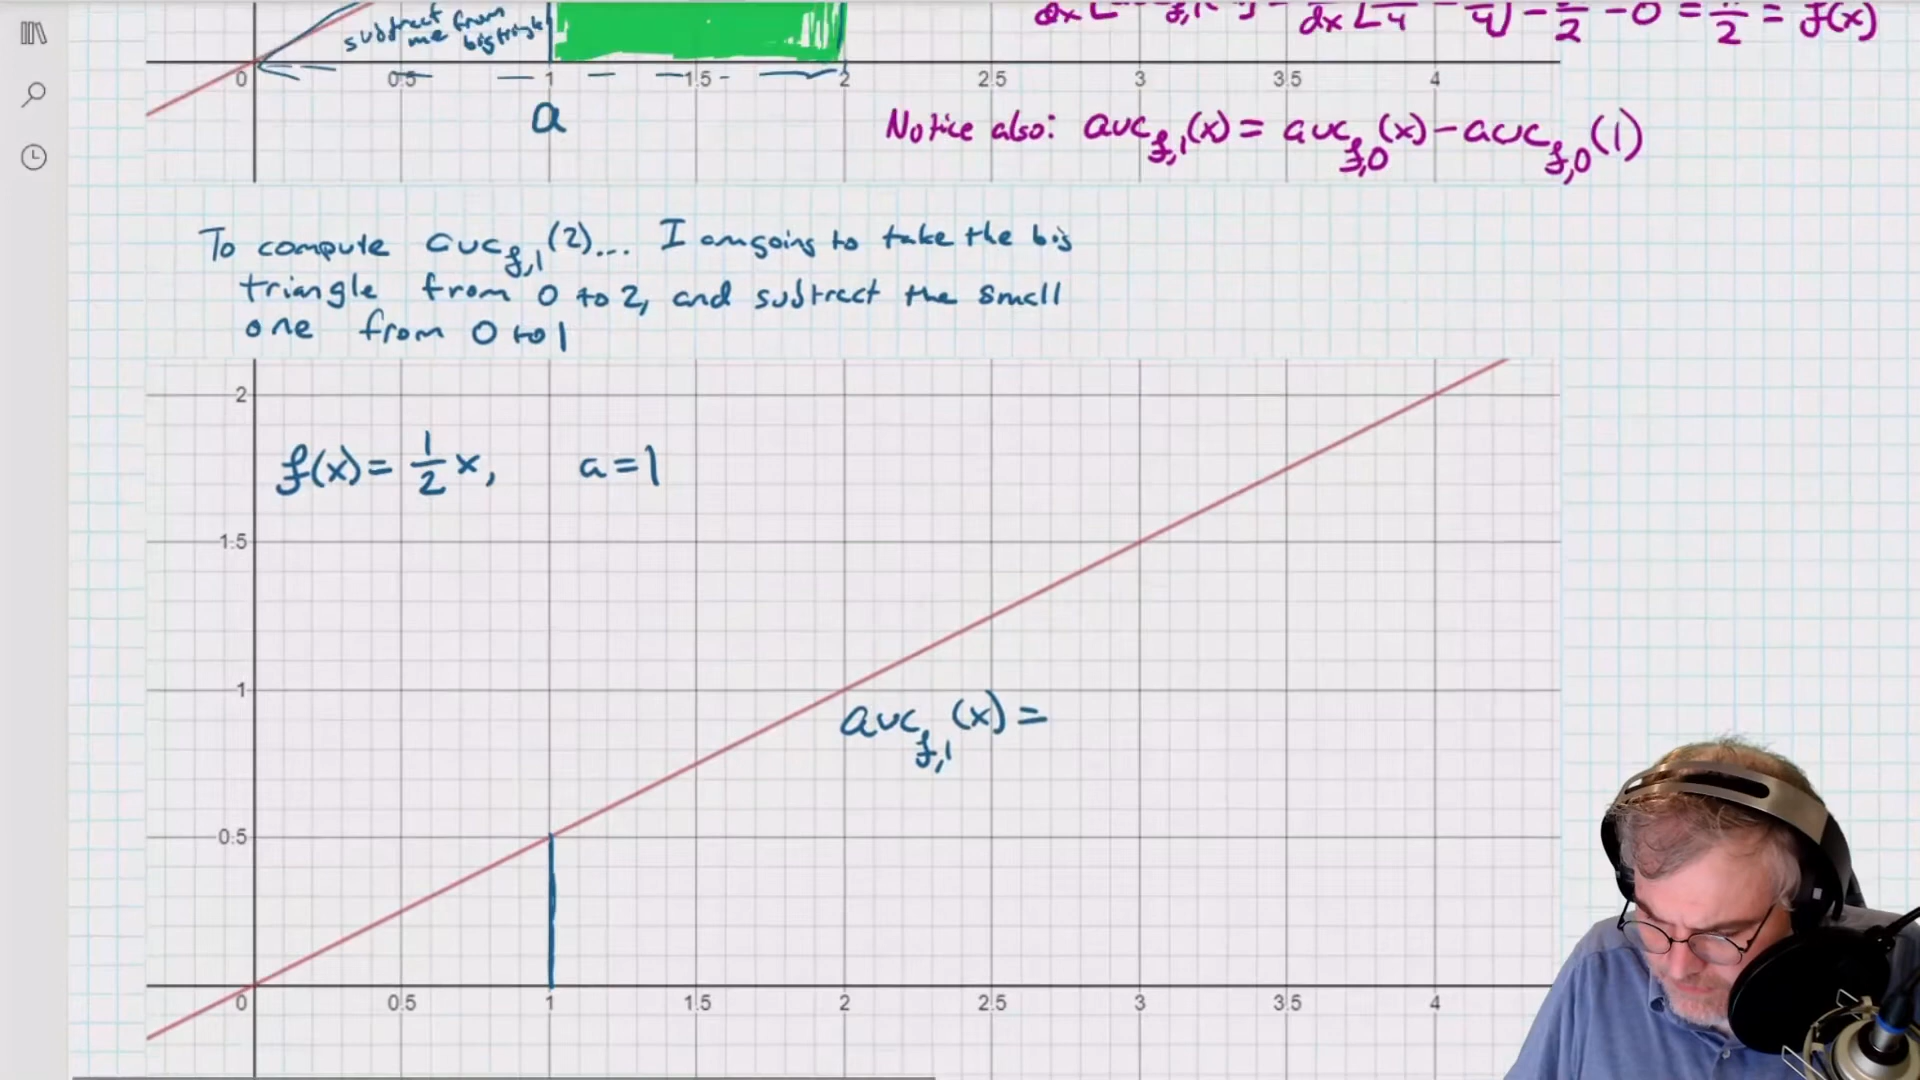 subtract from
me from
big triangle
0 0.5 1 1.5 2 2.5 3 3.5 4
a
Notice also: auc_{f,1}(x) = auc_{f,0}(x) - auc_{f,0}(1)
To compute auc_{f,1}(2)... I am going to take the big
triangle from 0 to 2, and subtract the small
one from 0 to 1
2
f(x) = 1/2 x, a = 1
1.5
1
auc_{f,1}(x) =
0.5
0 0.5 1 1.5 2 2.5 3 3.5 4